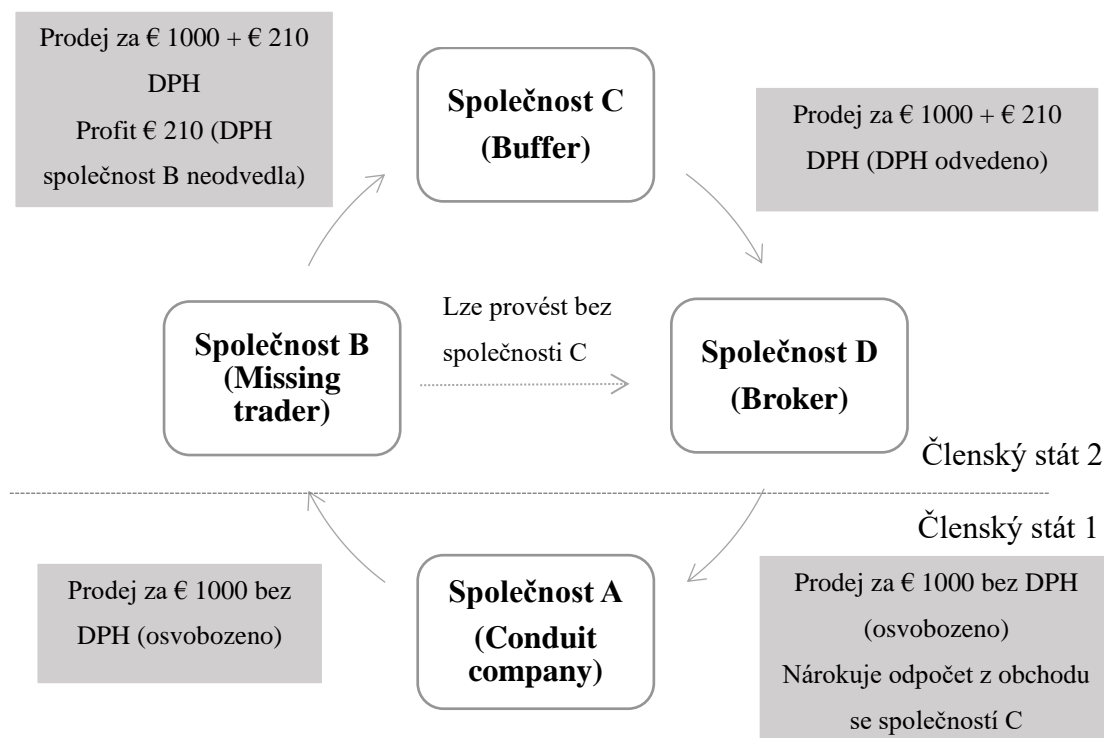 Prodej za € 1000 + € 210
DPH
Profit € 210 (DPH
společnost B neodvedla)
Společnost C
(Buffer)
Prodej za € 1000 + € 210
DPH (DPH odvedeno)
Společnost B
(Missing
trader)
Lze provést bez
společnosti C
Společnost D
(Broker)
Členský stát 2
Členský stát 1
Prodej za € 1000 bez
DPH (osvobozeno)
Společnost A
(Conduit
company)
Prodej za € 1000 bez DPH
(osvobozeno)
Nárokuje odpočet z obchodu
se společností C